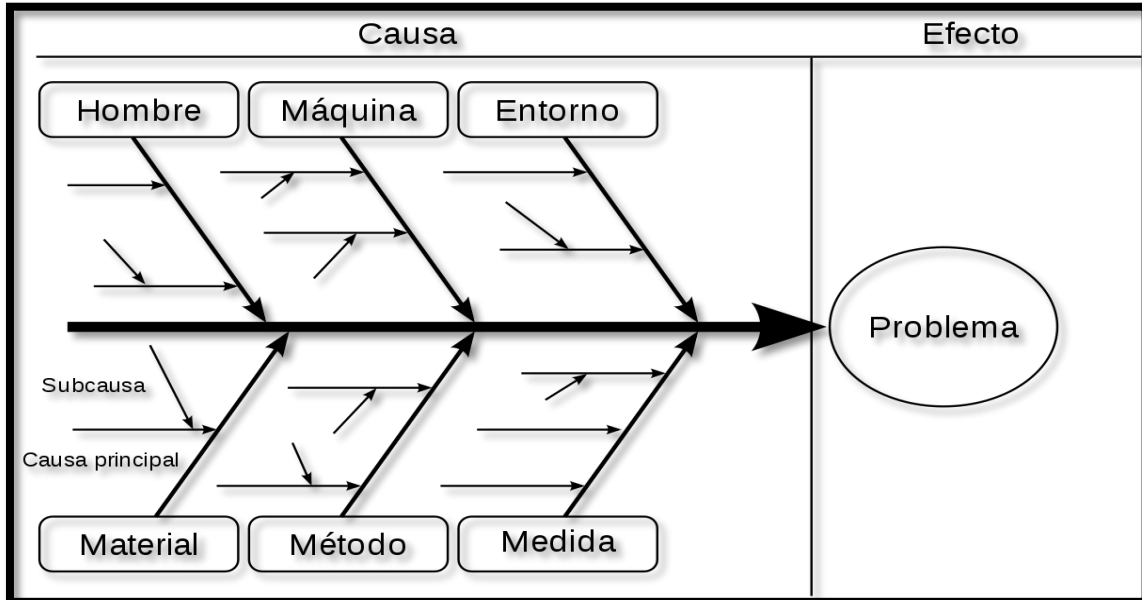 Causa
Efecto
Hombre
Máquina
Entorno
Problema
Subcausa
Causa principal
Material
Método
Medida